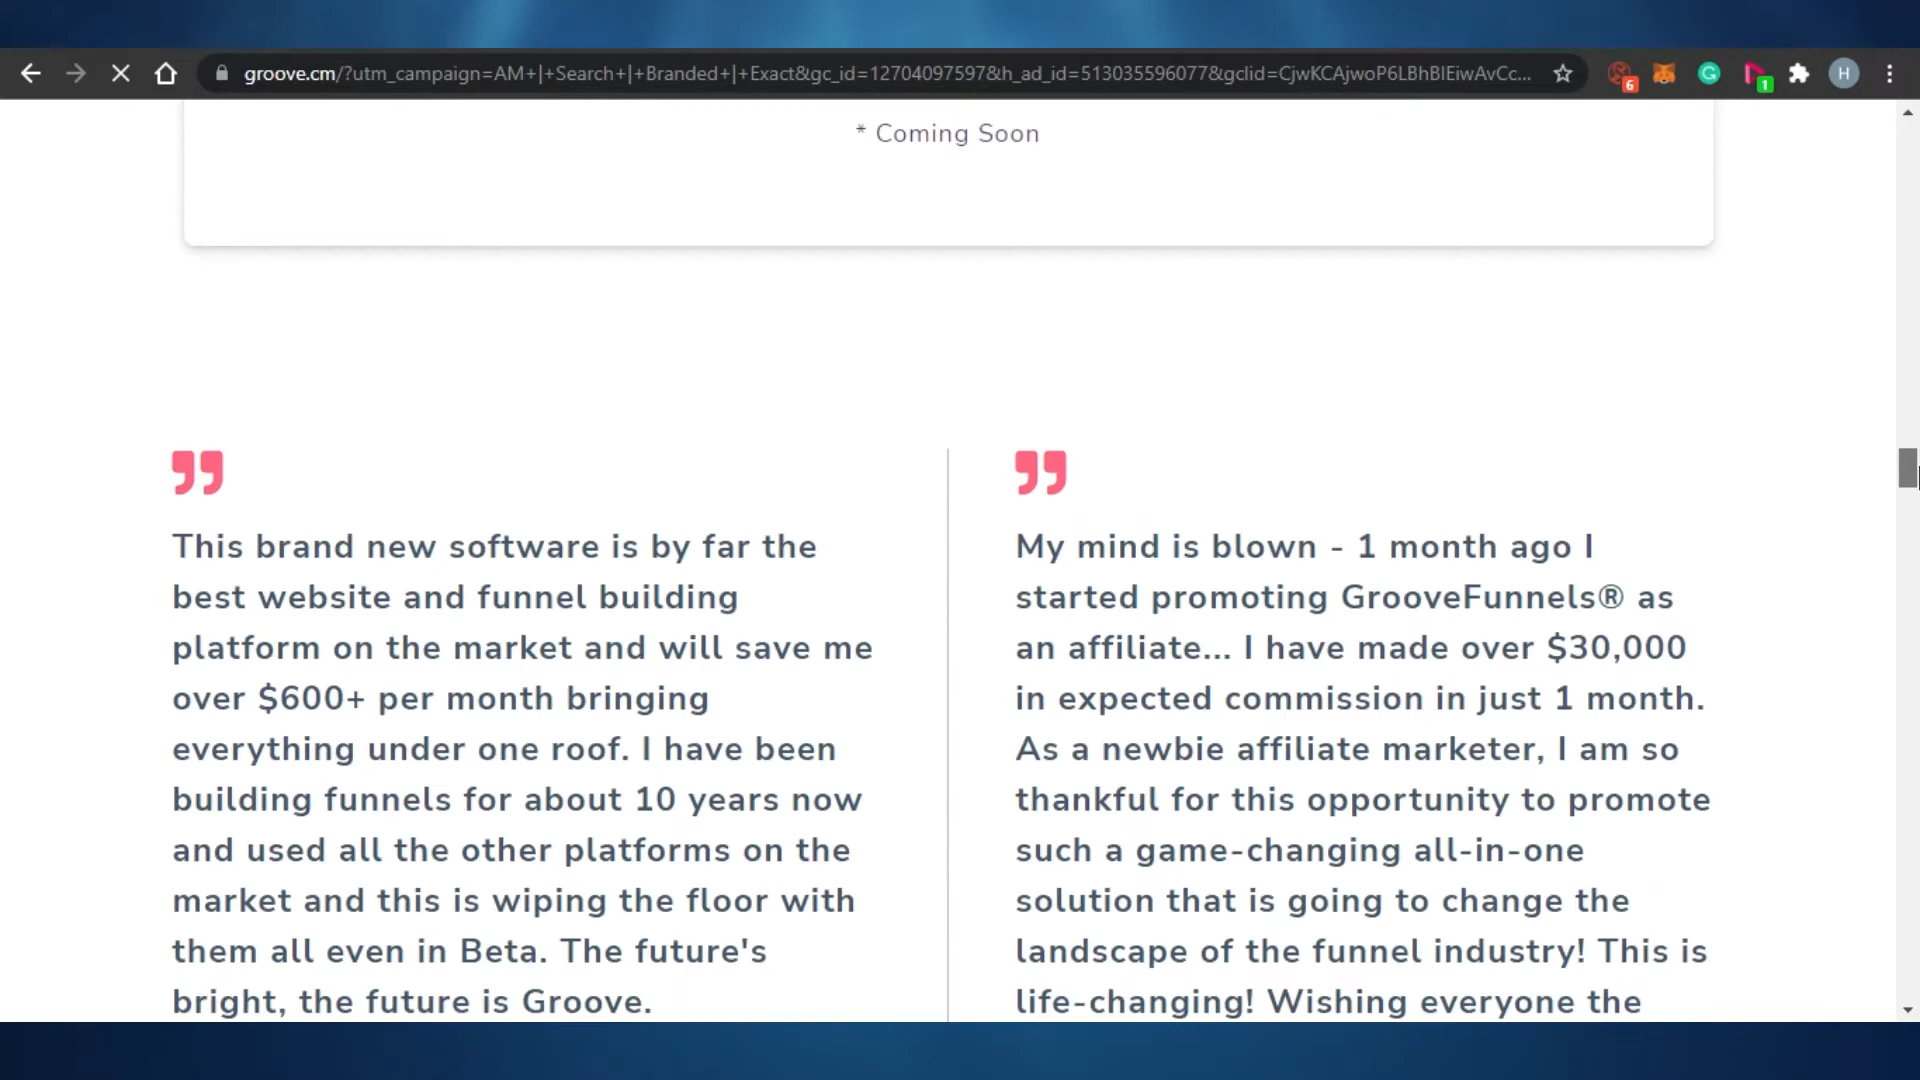 groove.cm/?utm_campaign=AM+|+Search+|+Branded+|+Exact&gc_id=12704097597&h_ad_id=513035596077&gclid=CjwKCAjwoP6LBhBlEiwAvCc...
6
G
1
H
* Coming Soon
This brand new software is by far the
best website and funnel building
platform on the market and will save me
over $600+ per month bringing
everything under one roof. I have been
building funnels for about 10 years now
and used all the other platforms on the
market and this is wiping the floor with
them all even in Beta. The future's
bright, the future is Groove.
My mind is blown - 1 month ago I
started promoting GrooveFunnels® as
an affiliate... I have made over $30,000
in expected commission in just 1 month.
As a newbie affiliate marketer, I am so
thankful for this opportunity to promote
such a game-changing all-in-one
solution that is going to change the
landscape of the funnel industry! This is
life-changing! Wishing everyone the